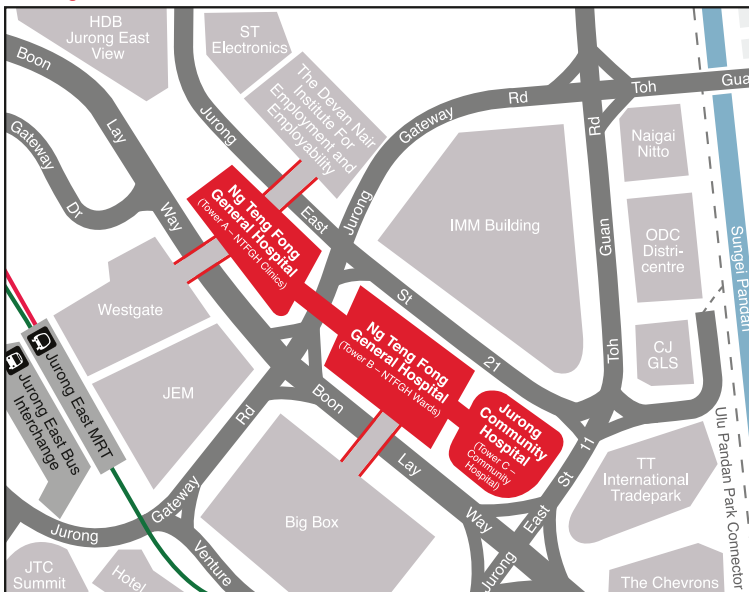 HDB
Jurong East
View
ST
Electronics
Boon
Lay
Way
Gateway
Dr
Jurong
East
St
21
The Devan Nair
Institute For
Employment and
Employability
Jurong
Gateway
Rd
Toh
Gua
Rd
Guan
Toh
Naigai
Nitto
ODC
Distri-
centre
CJ
GLS
Sungei Pandan
Ulu Pandan Park Connector
IMM Building
Ng Teng Fong
General Hospital
(Tower A – NTFGH Clinics)
Ng Teng Fong
General Hospital
(Tower B – NTFGH Wards)
Jurong
Community
Hospital
(Tower C –
Community
Hospital)
Westgate
JEM
Jurong East MRT
Jurong East Bus
Interchange
Boon
Lay
Way
Jurong
Gateway
Rd
Venture
Big Box
JTC
Summit
Hotel
Jurong
East
St
11
TT
International
Tradepark
The Chevrons